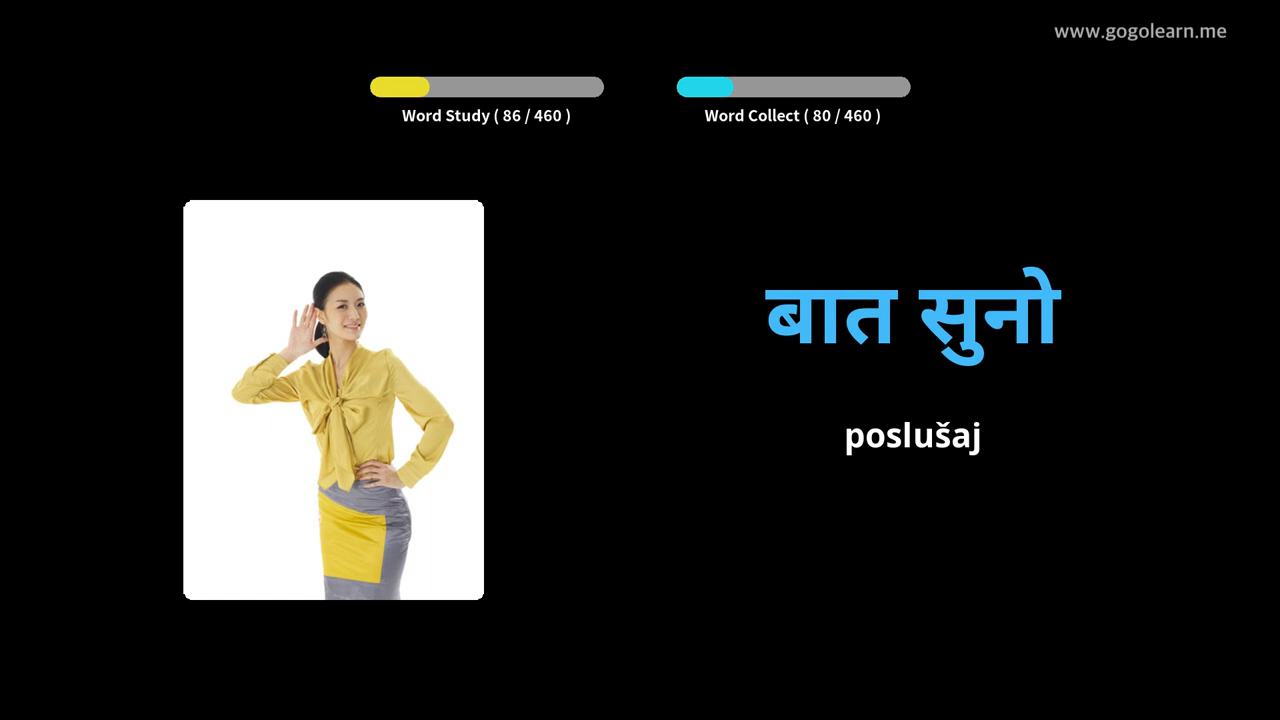 www.gogolearn.me
Word Study ( 86 / 460 )
Word Collect ( 80 / 460 )
बात सुनो
poslušaj